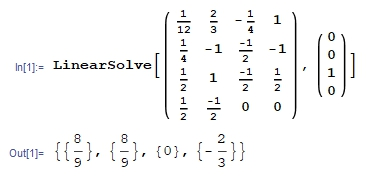 In[1]:= LinearSolve[ ( 1/12 2/3 -1/4 1
1/4 -1 -1/2 -1
1/2 1 -1/2 1/2
1/2 -1/2 0 0 ) , ( 0
0
1
0 ) ]
Out[1]= {{8/9}, {8/9}, {0}, {-2/3}}